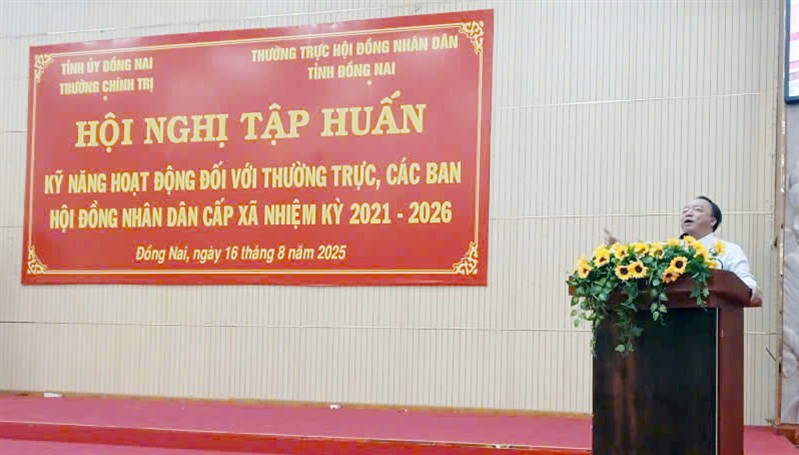 TỈNH ỦY ĐỒNG NAI
TRƯỜNG CHÍNH TRỊ
THƯỜNG TRỰC HỘI ĐỒNG NHÂN DÂN
TỈNH ĐỒNG NAI
HỘI NGHỊ TẬP HUẤN
KỸ NĂNG HOẠT ĐỘNG ĐỐI VỚI THƯỜNG TRỰC, CÁC BAN
HỘI ĐỒNG NHÂN DÂN CẤP XÃ NHIỆM KỲ 2021 - 2026
Đồng Nai, ngày 16 tháng 8 năm 2025